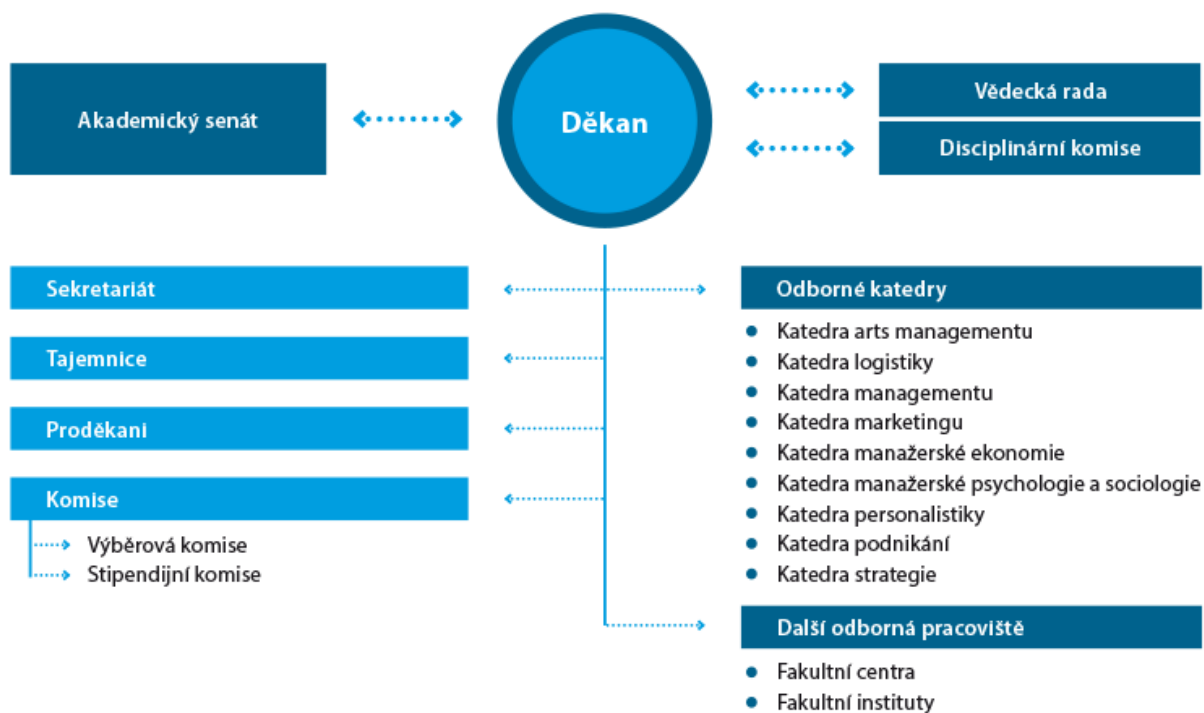 Akademický senát
Děkan
Vědecká rada
Disciplinární komise
Sekretariát
Tajemnice
Proděkani
Komise
Výběrová komise
Stipendijní komise
Odborné katedry
Katedra arts managementu
Katedra logistiky
Katedra managementu
Katedra marketingu
Katedra manažerské ekonomie
Katedra manažerské psychologie a sociologie
Katedra personalistiky
Katedra podnikání
Katedra strategie
Další odborná pracoviště
Fakultní centra
Fakultní instituty